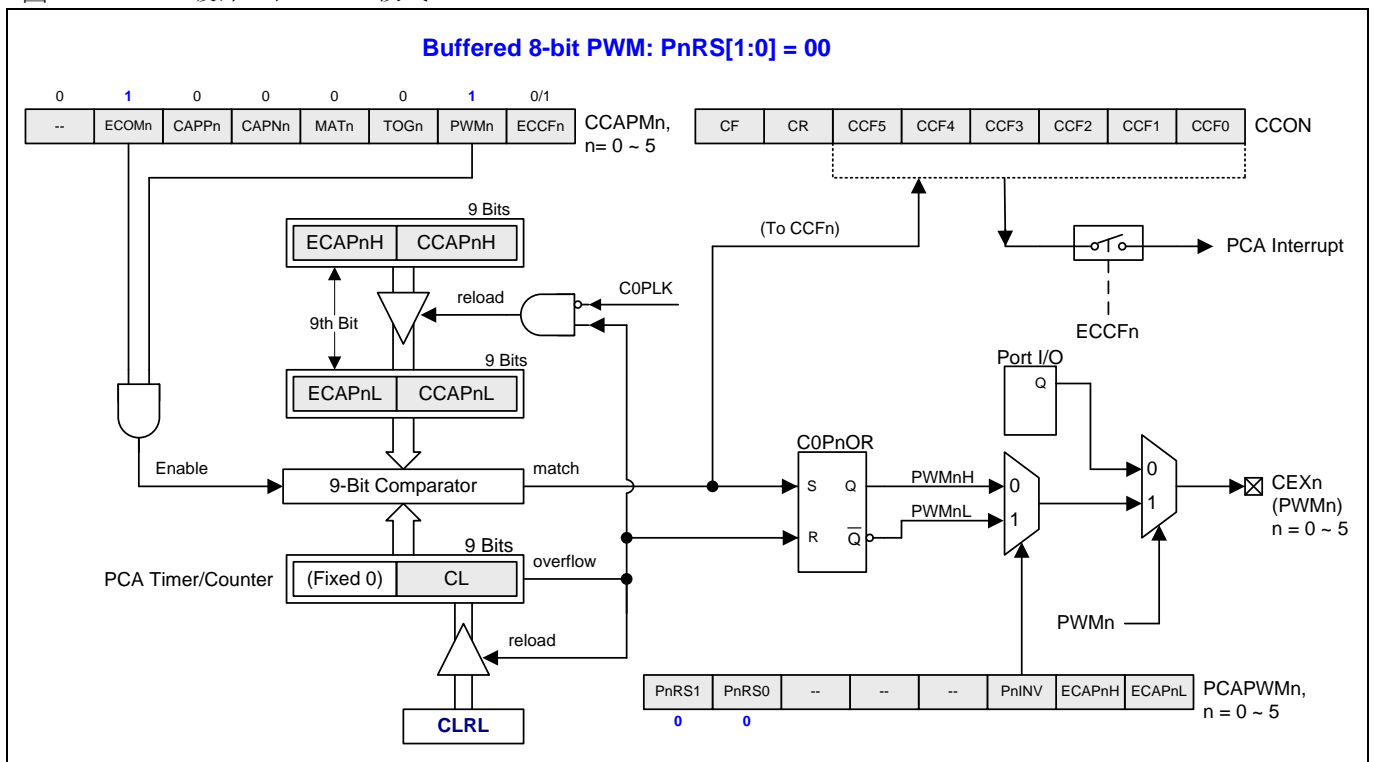 Buffered 8-bit PWM: PnRS[1:0] = 00
0 1 0 0 0 0 1 0/1
-- ECOMn CAPPn CAPNn MATn TOGn PWMn ECCFn
CCAPMn,
n= 0 ~ 5
CF CR CCF5 CCF4 CCF3 CCF2 CCF1 CCF0 CCON
9 Bits
ECAPnH CCAPnH
(To CCFn)
PCA Interrupt
reload
C0PLK
9th Bit
ECCFn
9 Bits
Port I/O
ECAPnL CCAPnL
Q
C0PnOR
Enable
9-Bit Comparator
match
S Q
PWMnH
0
0
1
CEXn
(PWMn)
n = 0 ~ 5
PWMnL
1
R Q
9 Bits
overflow
PCA Timer/Counter
(Fixed 0) CL
PWMn
reload
PnRS1 PnRS0 -- -- -- PnINV ECAPnH ECAPnL
PCAPWMn,
n = 0 ~ 5
0 0
CLRL